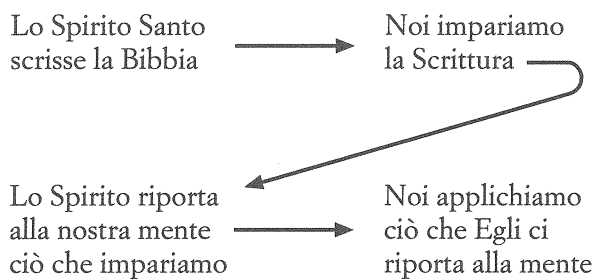 Lo Spirito Santo
scrisse la Bibbia
Noi impariamo
la Scrittura
Lo Spirito riporta
alla nostra mente
ciò che impariamo
Noi applichiamo
ciò che Egli ci
riporta alla mente